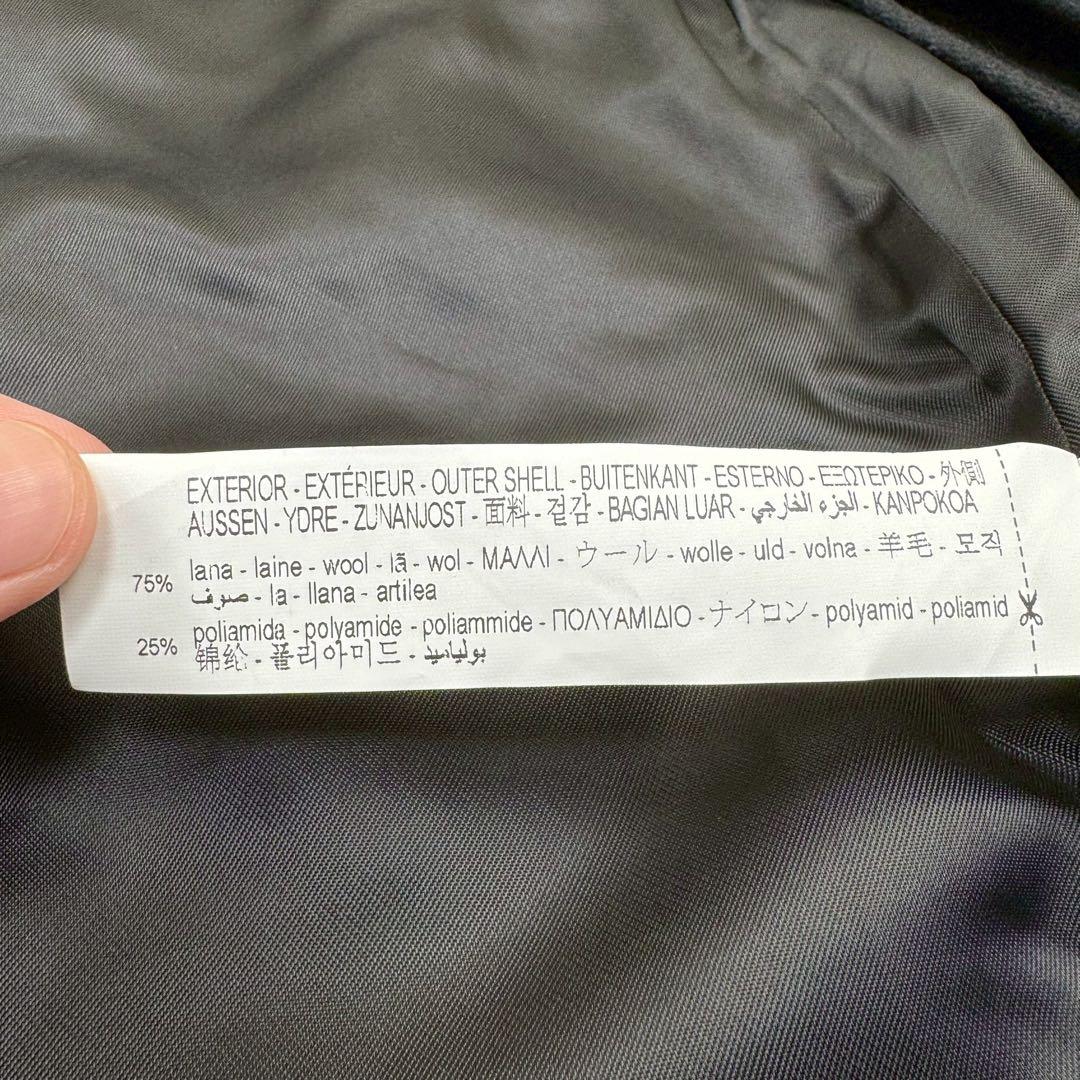 EXTERIOR - EXTÉRIEUR - OUTER SHELL - BUITENKANT - ESTERNO - ΕΞΩΤΕΡΙΚΟ - 外側
AUSSEN - YDRE - ZUNANJOST - 面料 - 겉감 - BAGIAN LUAR - الجزء الخارجي - KANPOKOA
75% lana - laine - wool - lã - wol - ΜΑΛΛΙ - ウール - wolle - uld - volna - 羊毛 - 모직
صوف - la - llana - artilea
25% poliamida - polyamide - poliammide - ΠΟΛΥΑΜΙΔΙΟ - ナイロン - polyamid - poliamid
锦纶 - 폴리아미드 - بولياميد